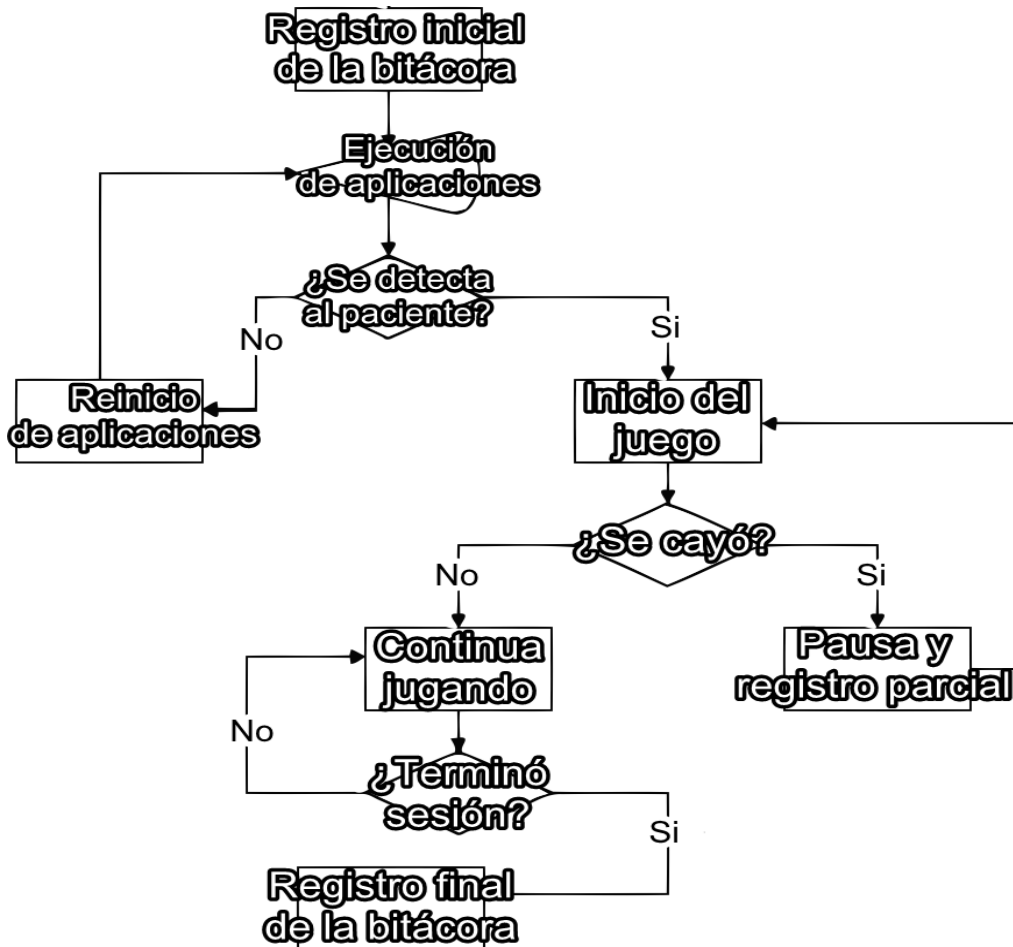 Registro inicial
de la bitácora
Ejecución
de aplicaciones
¿Se detecta
al paciente?
No
Si
Reinicio
de aplicaciones
Inicio del
juego
¿Se cayó?
No
Si
Continua
jugando
Pausa y
registro parcial
No
¿Terminó
sesión?
Si
Registro final
de la bitácora